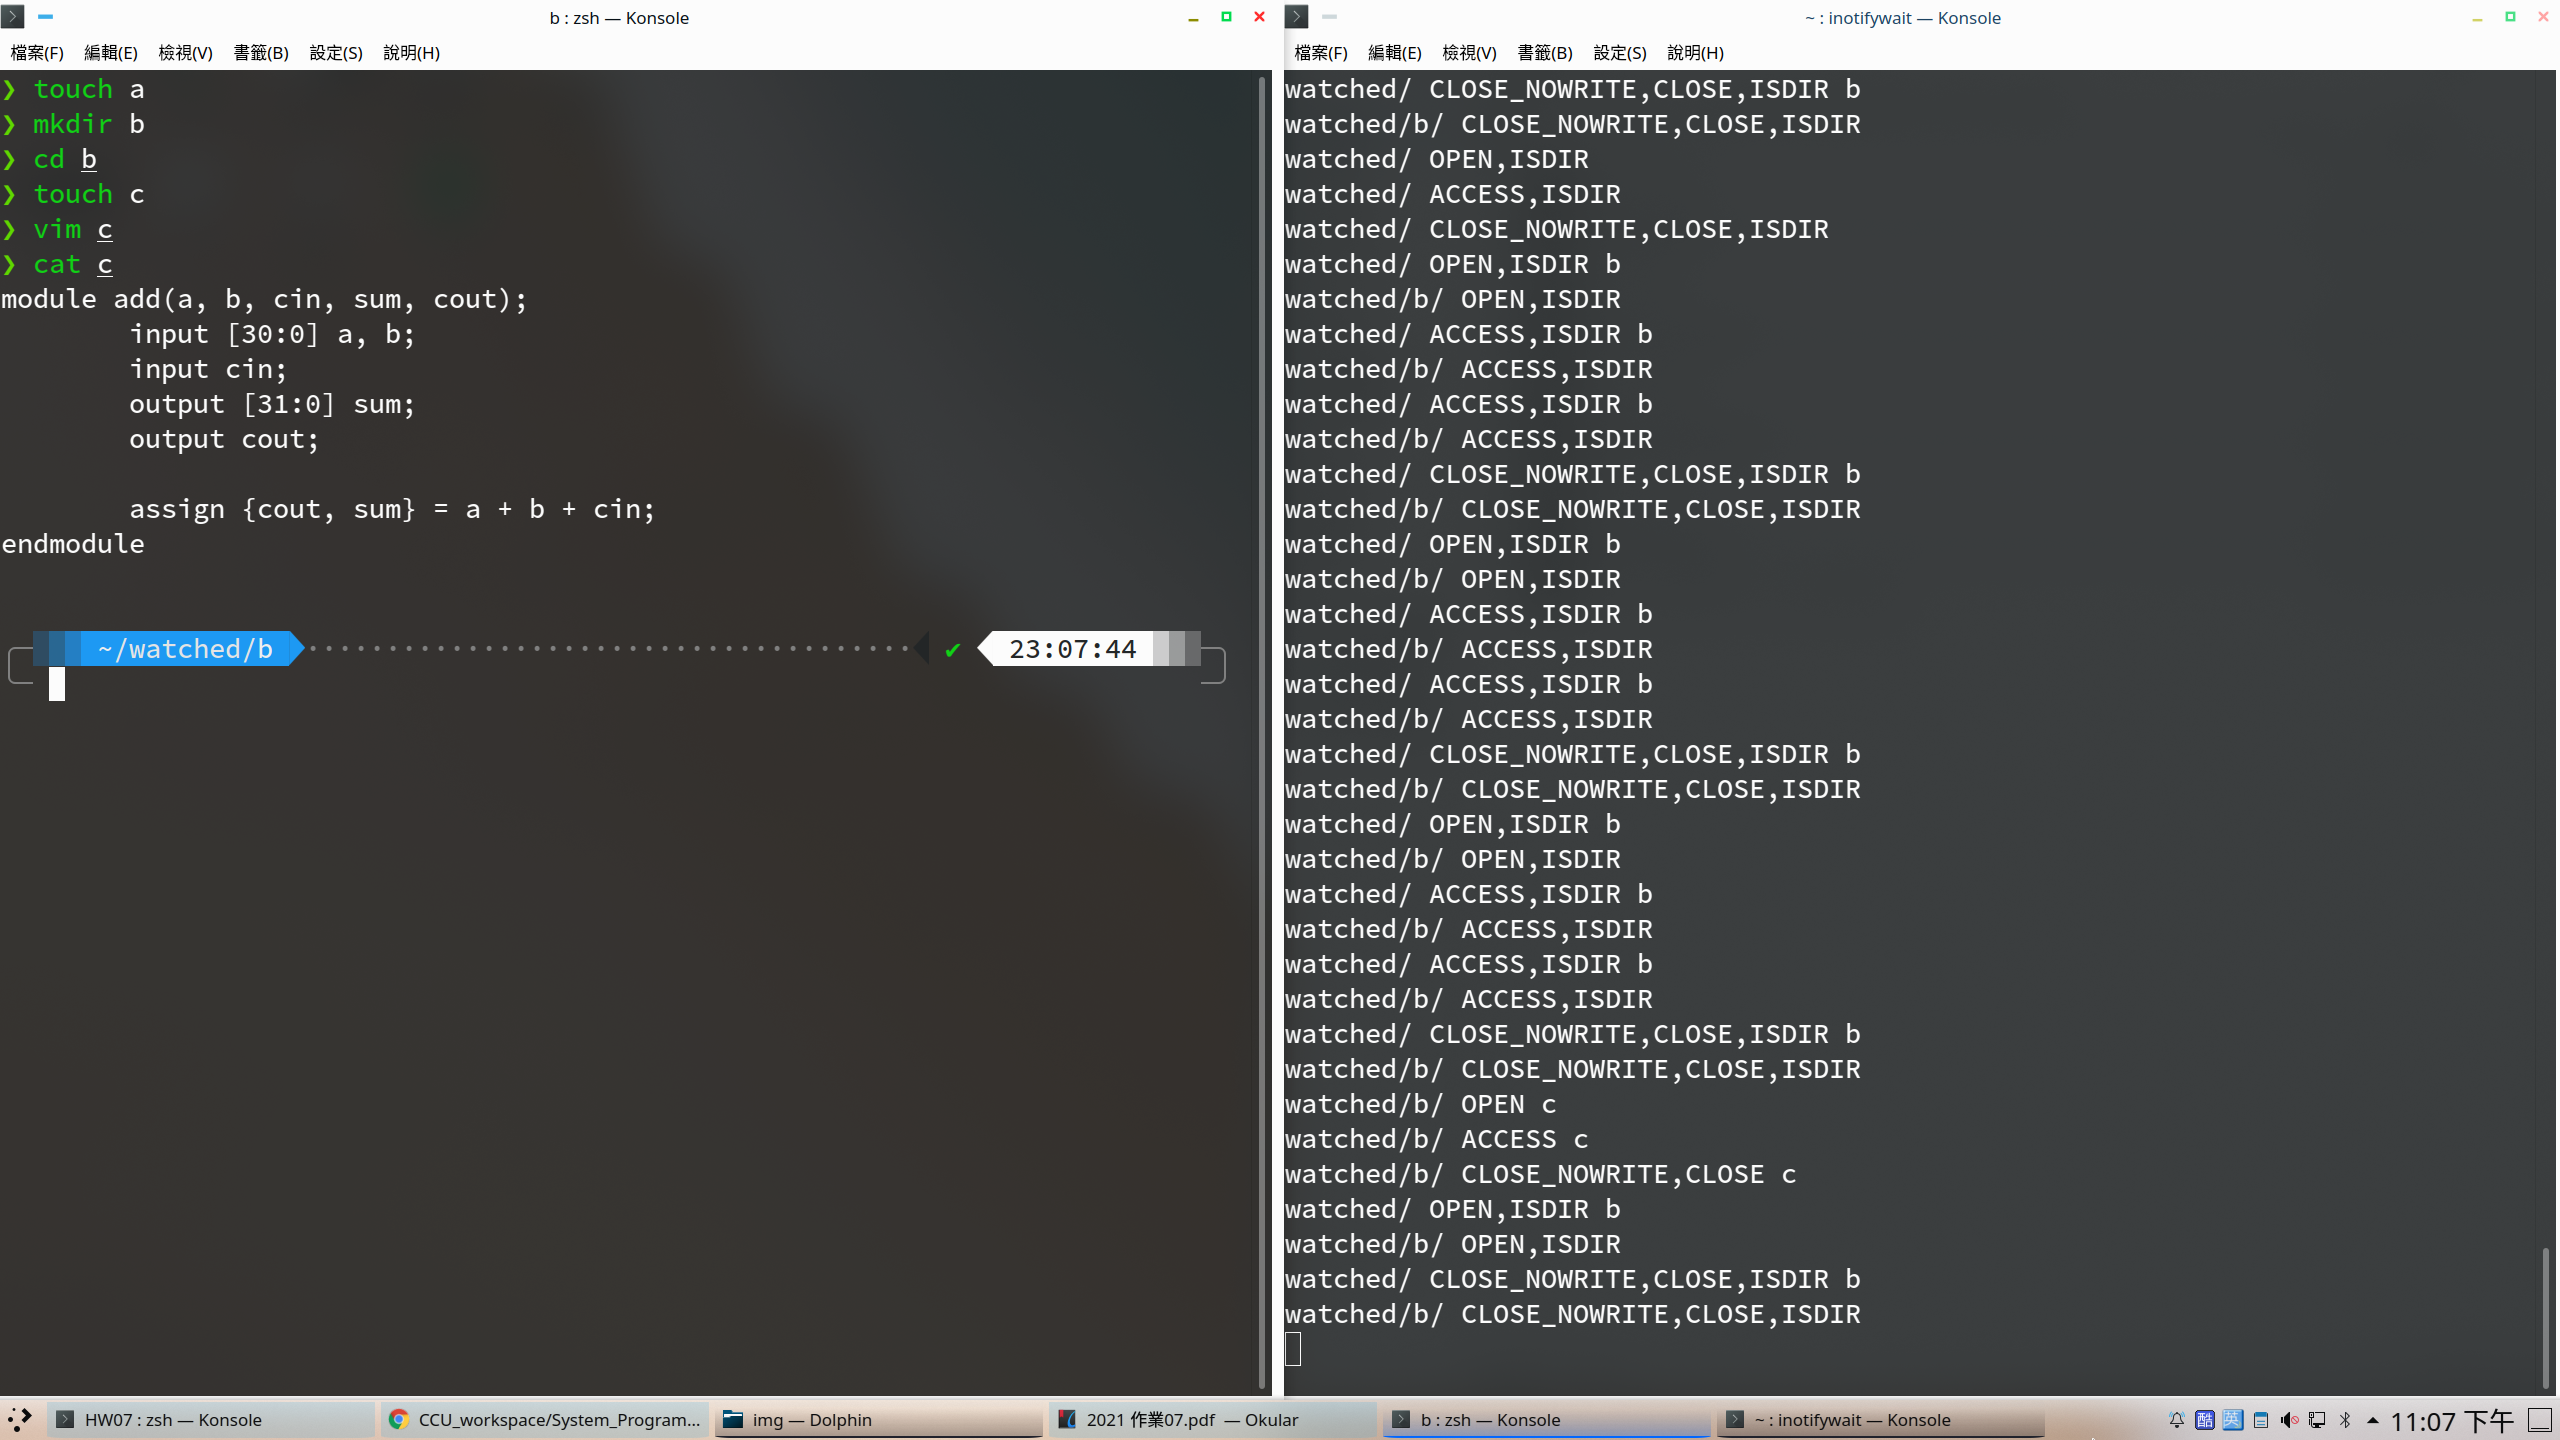 b : zsh — Konsole
檔案(F) 編輯(E) 檢視(V) 書籤(B) 設定(S) 說明(H)
❯ touch a
❯ mkdir b
❯ cd b
❯ touch c
❯ vim c
❯ cat c
module add(a, b, cin, sum, cout);
        input [30:0] a, b;
        input cin;
        output [31:0] sum;
        output cout;

        assign {cout, sum} = a + b + cin;
endmodule
~/watched/b ✔ 23:07:44
~ : inotifywait — Konsole
檔案(F) 編輯(E) 檢視(V) 書籤(B) 設定(S) 說明(H)
watched/ CLOSE_NOWRITE,CLOSE,ISDIR b
watched/b/ CLOSE_NOWRITE,CLOSE,ISDIR
watched/ OPEN,ISDIR
watched/ ACCESS,ISDIR
watched/ CLOSE_NOWRITE,CLOSE,ISDIR
watched/ OPEN,ISDIR b
watched/b/ OPEN,ISDIR
watched/ ACCESS,ISDIR b
watched/b/ ACCESS,ISDIR
watched/ ACCESS,ISDIR b
watched/b/ ACCESS,ISDIR
watched/ CLOSE_NOWRITE,CLOSE,ISDIR b
watched/b/ CLOSE_NOWRITE,CLOSE,ISDIR
watched/ OPEN,ISDIR b
watched/b/ OPEN,ISDIR
watched/ ACCESS,ISDIR b
watched/b/ ACCESS,ISDIR
watched/ ACCESS,ISDIR b
watched/b/ ACCESS,ISDIR
watched/ CLOSE_NOWRITE,CLOSE,ISDIR b
watched/b/ CLOSE_NOWRITE,CLOSE,ISDIR
watched/ OPEN,ISDIR b
watched/b/ OPEN,ISDIR
watched/ ACCESS,ISDIR b
watched/b/ ACCESS,ISDIR
watched/ ACCESS,ISDIR b
watched/b/ ACCESS,ISDIR
watched/ CLOSE_NOWRITE,CLOSE,ISDIR b
watched/b/ CLOSE_NOWRITE,CLOSE,ISDIR
watched/b/ OPEN c
watched/b/ ACCESS c
watched/b/ CLOSE_NOWRITE,CLOSE c
watched/ OPEN,ISDIR b
watched/b/ OPEN,ISDIR
watched/ CLOSE_NOWRITE,CLOSE,ISDIR b
watched/b/ CLOSE_NOWRITE,CLOSE,ISDIR
HW07 : zsh — Konsole
CCU_workspace/System_Program...
img — Dolphin
2021 作業07.pdf — Okular
b : zsh — Konsole
~ : inotifywait — Konsole
酷 英 11:07 下午